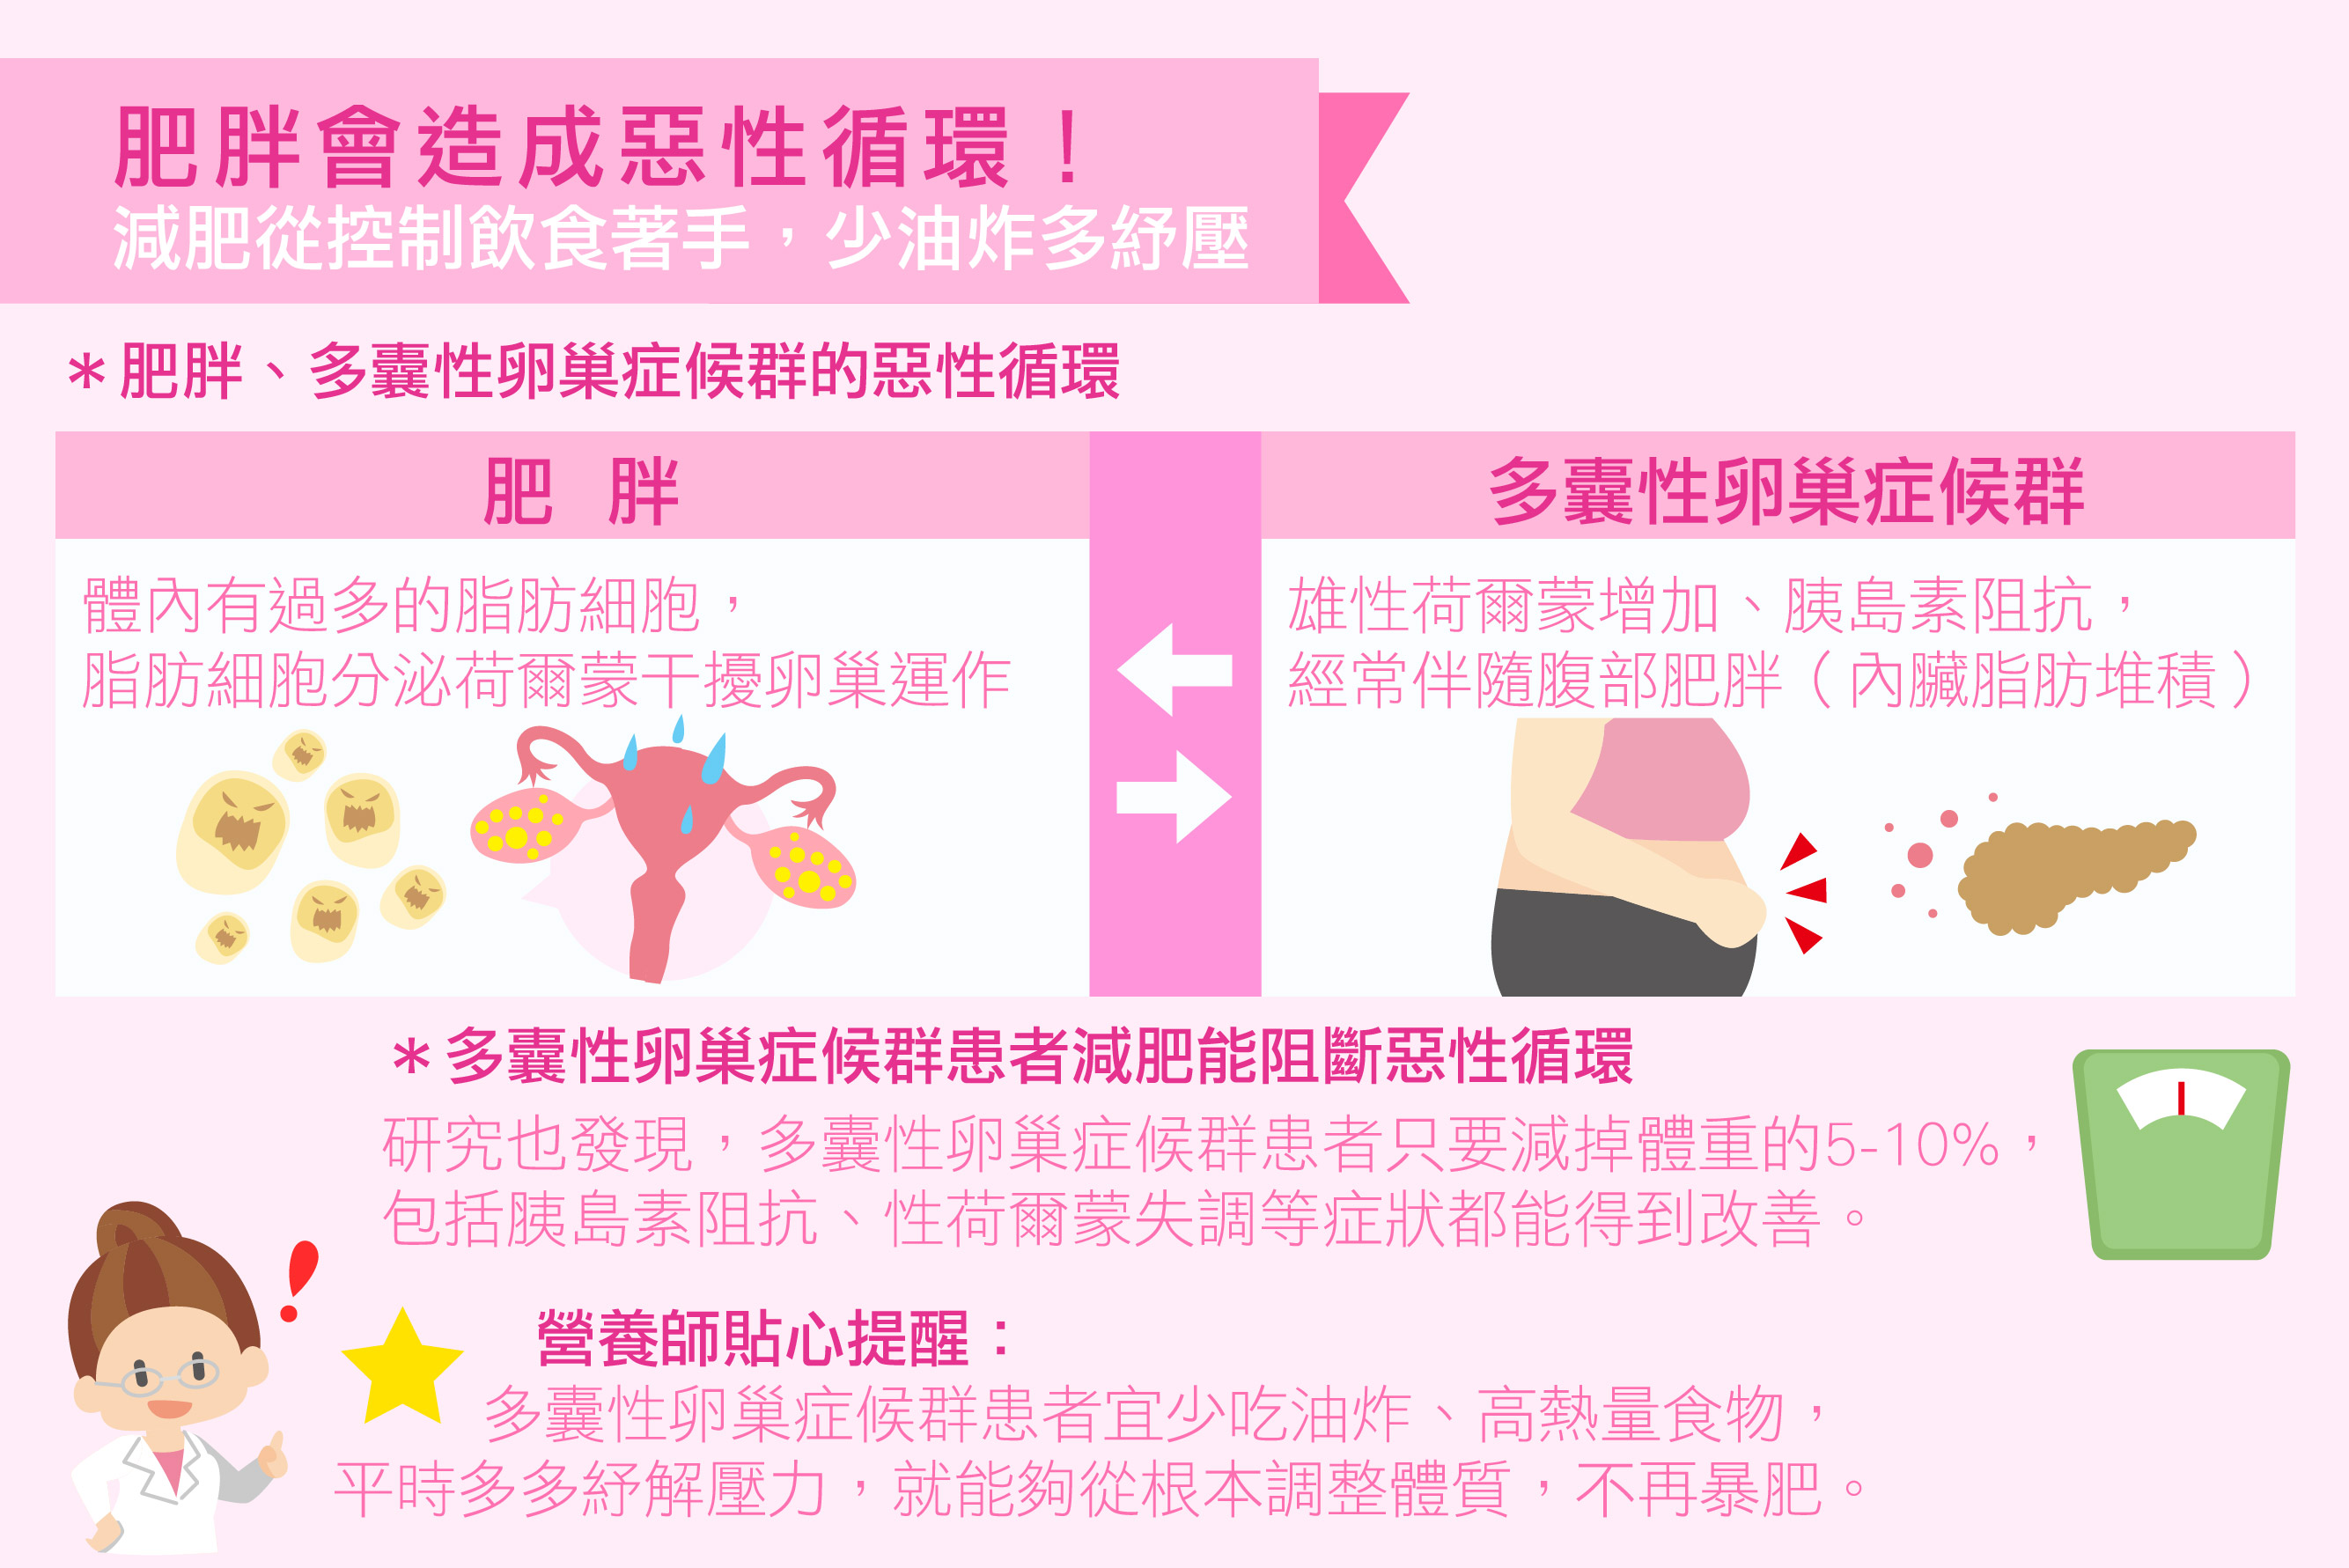 肥胖會造成惡性循環！
減肥從控制飲食著手，少油炸多紓壓
＊肥胖、多囊性卵巢症候群的惡性循環
肥 胖
體內有過多的脂肪細胞，
脂肪細胞分泌荷爾蒙干擾卵巢運作
多囊性卵巢症候群
雄性荷爾蒙增加、胰島素阻抗，
經常伴隨腹部肥胖（內臟脂肪堆積）
＊多囊性卵巢症候群患者減肥能阻斷惡性循環
研究也發現，多囊性卵巢症候群患者只要減掉體重的5-10%，
包括胰島素阻抗、性荷爾蒙失調等症狀都能得到改善。
營養師貼心提醒：
多囊性卵巢症候群患者宜少吃油炸、高熱量食物，
平時多多紓解壓力，就能夠從根本調整體質，不再暴肥。